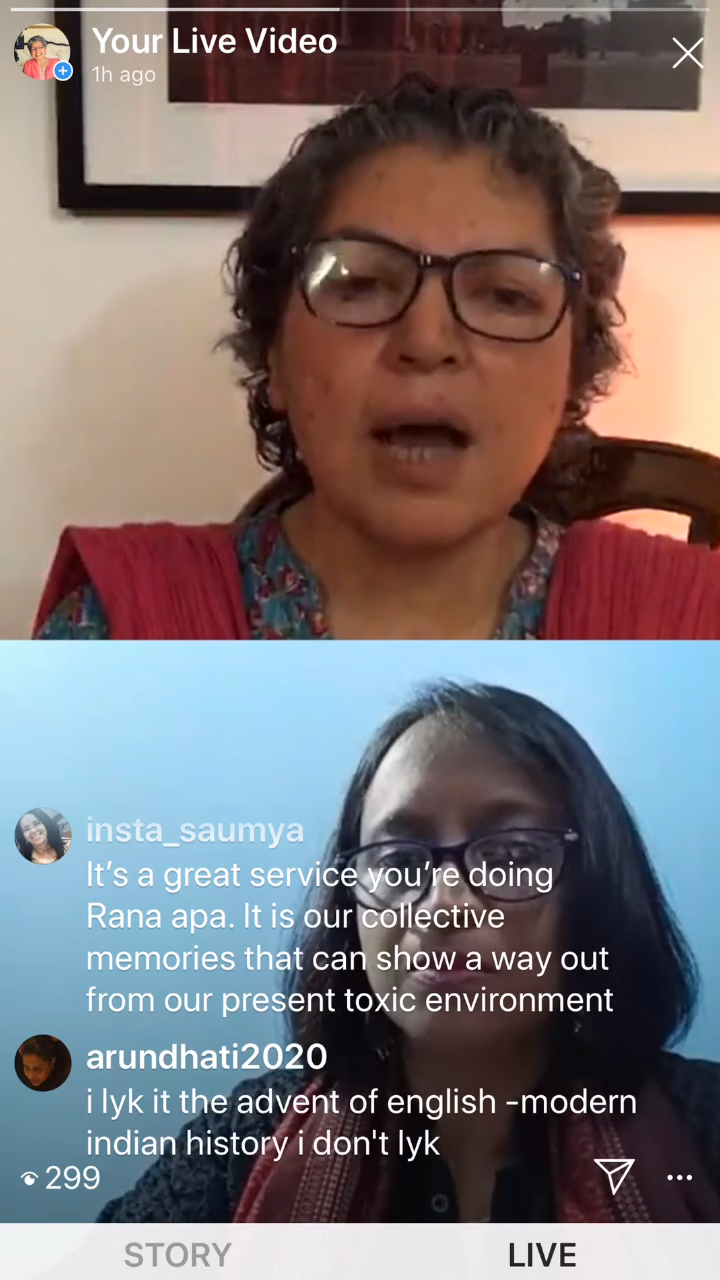 Your Live Video
1h ago
insta_saumya
It's a great service you're doing
Rana apa. It is our collective
memories that can show a way out
from our present toxic environment
arundhati2020
i lyk it the advent of english -modern
indian history i don't lyk
299
STORY
LIVE